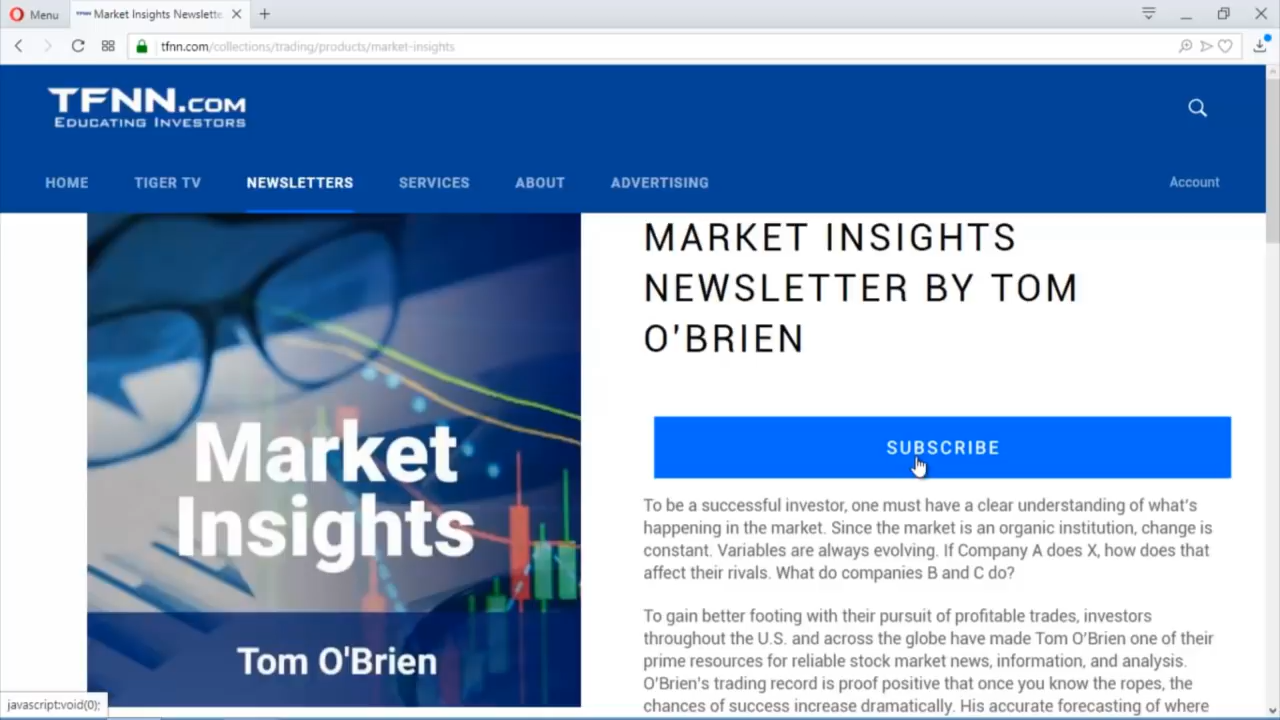 Menu
Market Insights Newslette
tfnn.com/collections/trading/products/market-insights
TFNN.COM
EDUCATING INVESTORS
HOME TIGER TV NEWSLETTERS SERVICES ABOUT ADVERTISING Account
Market
Insights
Tom O'Brien
MARKET INSIGHTS
NEWSLETTER BY TOM
O'BRIEN
SUBSCRIBE
To be a successful investor, one must have a clear understanding of what's
happening in the market. Since the market is an organic institution, change is
constant. Variables are always evolving. If Company A does X, how does that
affect their rivals. What do companies B and C do?
To gain better footing with their pursuit of profitable trades, investors
throughout the U.S. and across the globe have made Tom O'Brien one of their
prime resources for reliable stock market news, information, and analysis.
O'Brien's trading record is proof positive that once you know the ropes, the
chances of success increase dramatically. His accurate forecasting of where
javascript:void(0);